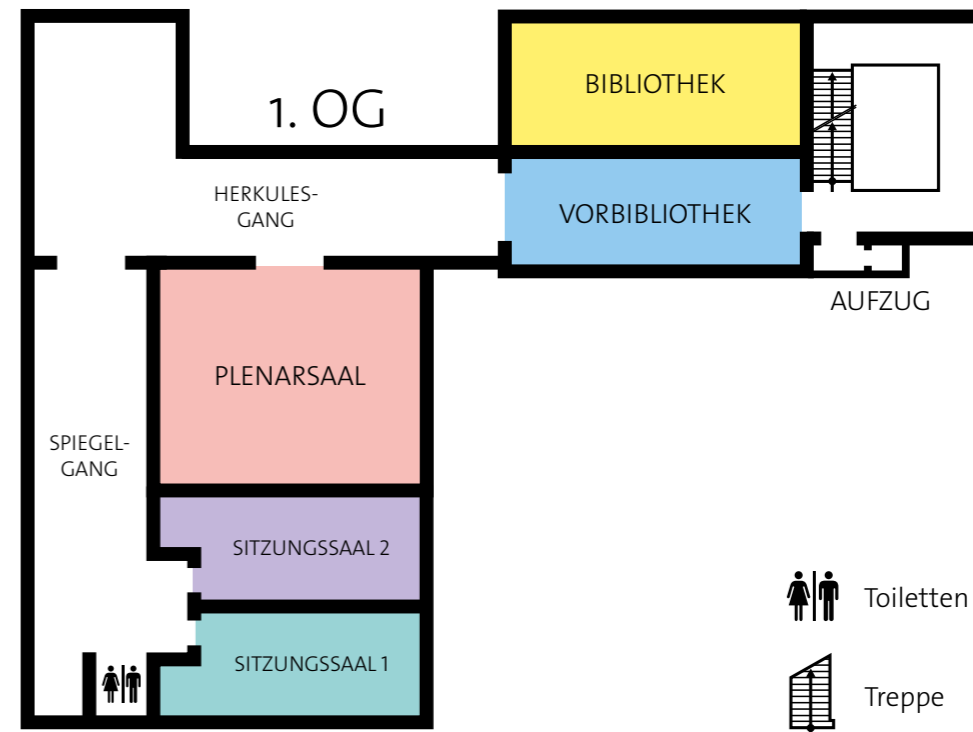 BIBLIOTHEK
1. OG
HERKULES-
GANG
VORBIBLIOTHEK
AUFZUG
PLENARSAAL
SPIEGEL-
GANG
SITZUNGSSAAL 2
Toiletten
SITZUNGSSAAL 1
Treppe